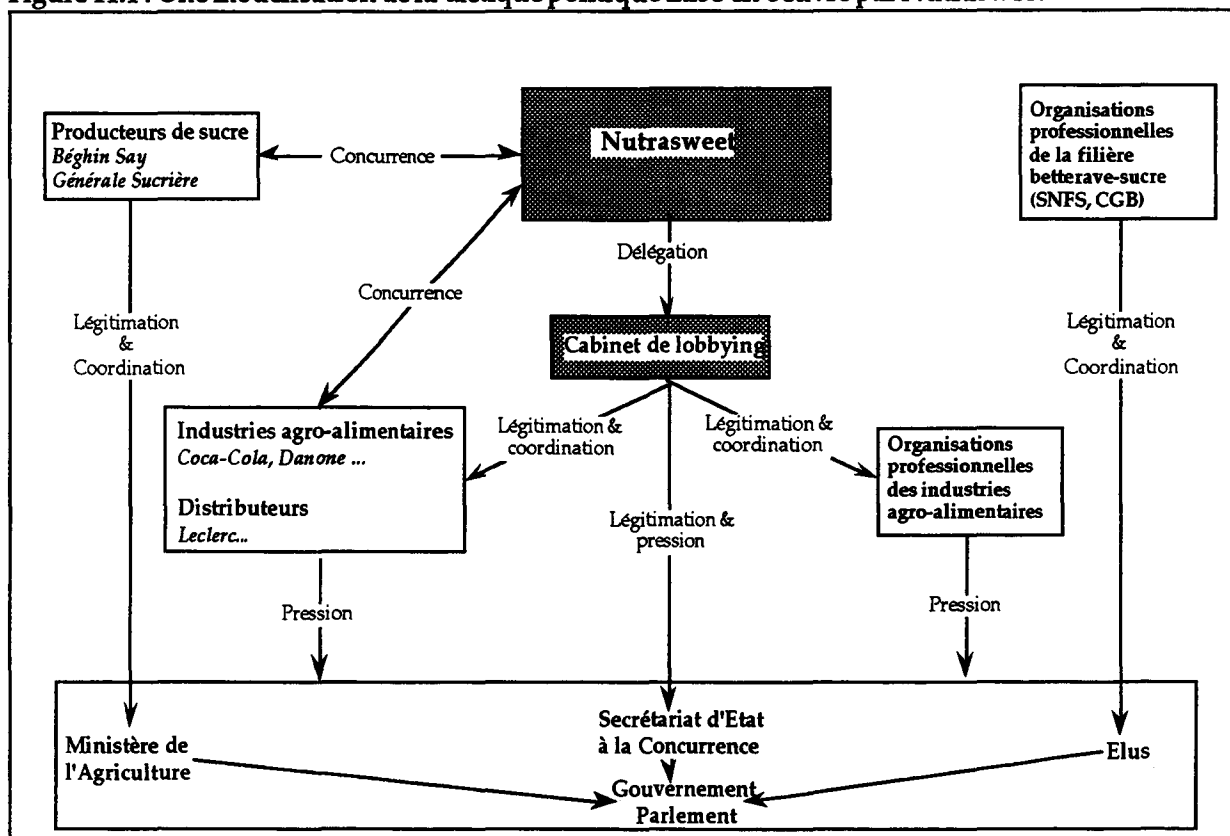 Producteurs de sucre
Béghin Say
Générale Sucrière
Concurrence
Nutrasweet
Organisations
professionnelles
de la filière
betterave-sucre
(SNFS, CGB)
Délégation
Concurrence
Légitimation
&
Coordination
Cabinet de lobbying
Légitimation
&
Coordination
Industries agro-alimentaires
Coca-Cola, Danone ...
Distributeurs
Leclerc...
Légitimation &
coordination
Légitimation &
coordination
Organisations
professionnelles
des industries
agro-alimentaires
Légitimation &
pression
Pression
Pression
Ministère de
l'Agriculture
Secrétariat d'Etat
à la Concurrence
Elus
Gouvernement
Parlement